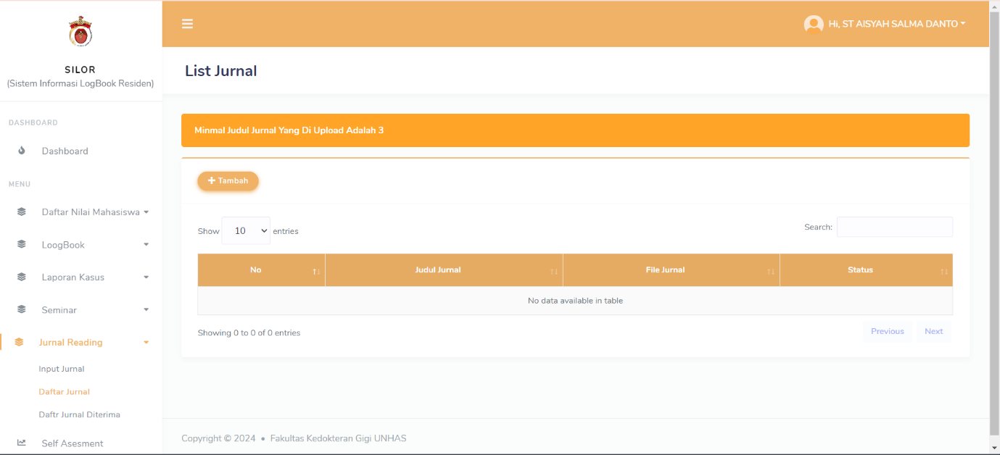 SILOR
(Sistem Informasi LogBook Residen)
DASHBOARD
Dashboard
MENU
Daftar Nilai Mahasiswa
LoogBook
Laporan Kasus
Seminar
Jurnal Reading
Input Jurnal
Daftar Jurnal
Daftr Jurnal Diterima
Self Asesment
Hi, ST AISYAH SALMA DANTO
List Jurnal
Minmal Judul Jurnal Yang Di Upload Adalah 3
+ Tambah
Show 10 entries
Search:
No Judul Jurnal File Jurnal Status
No data available in table
Showing 0 to 0 of 0 entries
Previous Next
Copyright © 2024 • Fakultas Kedokteran Gigi UNHAS